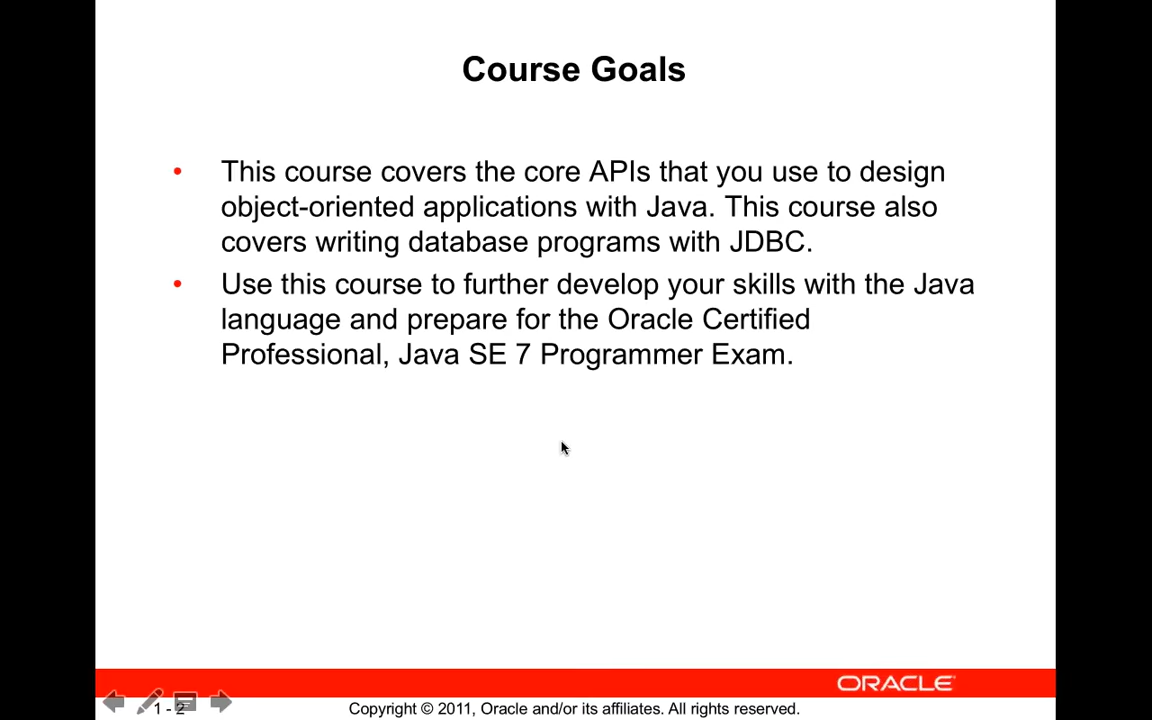 Course Goals
• This course covers the core APIs that you use to design
object-oriented applications with Java. This course also
covers writing database programs with JDBC.
• Use this course to further develop your skills with the Java
language and prepare for the Oracle Certified
Professional, Java SE 7 Programmer Exam.
ORACLE
1 - 2
Copyright © 2011, Oracle and/or its affiliates. All rights reserved.